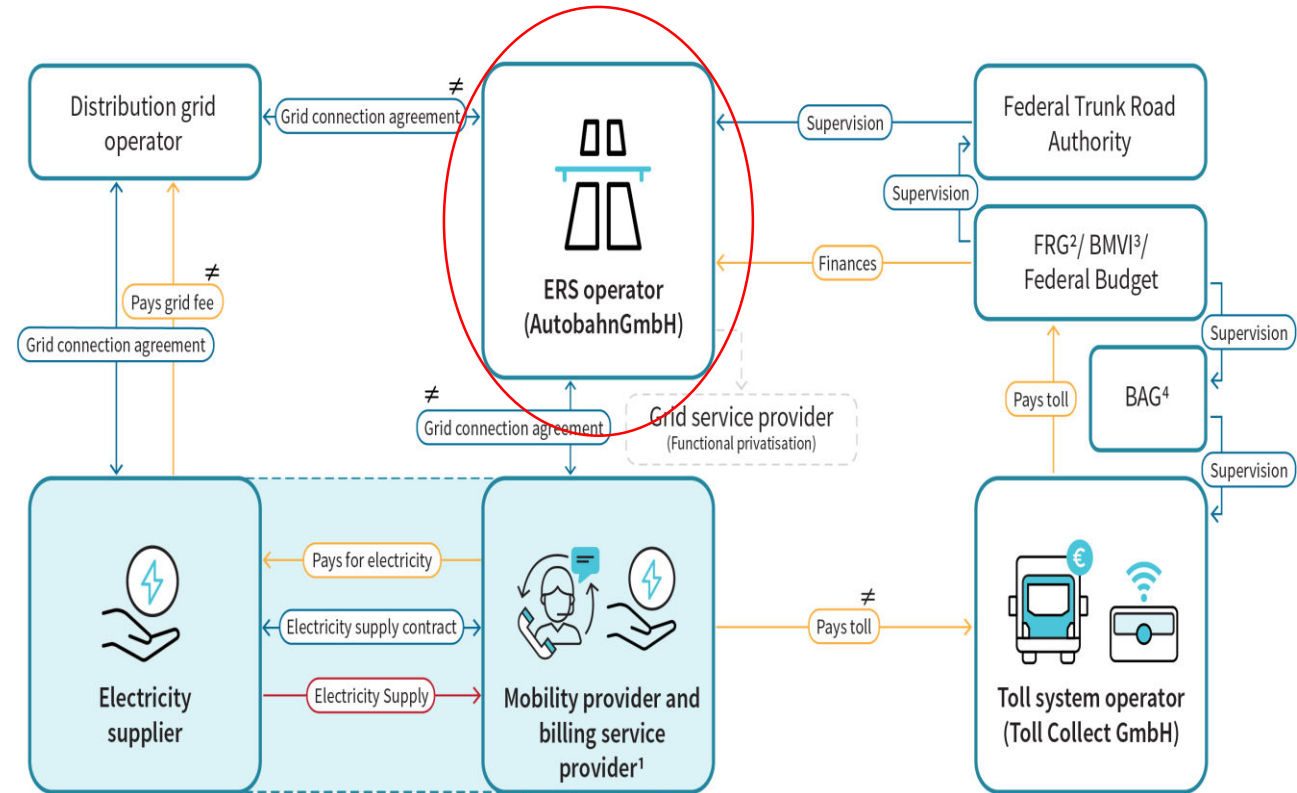 ≠
Distribution grid
operator
Grid connection agreement
ERS operator
(AutobahnGmbH)
Supervision
Federal Trunk Road
Authority
Supervision
FRG²/ BMVI³/
Federal Budget
Finances
≠
Pays grid fee
Grid connection agreement
Supervision
BAG⁴
Pays toll
≠
Grid connection agreement
Grid service provider
(Functional privatisation)
Supervision
Pays for electricity
Electricity supply contract
Electricity Supply
Electricity
supplier
Mobility provider and
billing service
provider¹
≠
Pays toll
€
Toll system operator
(Toll Collect GmbH)